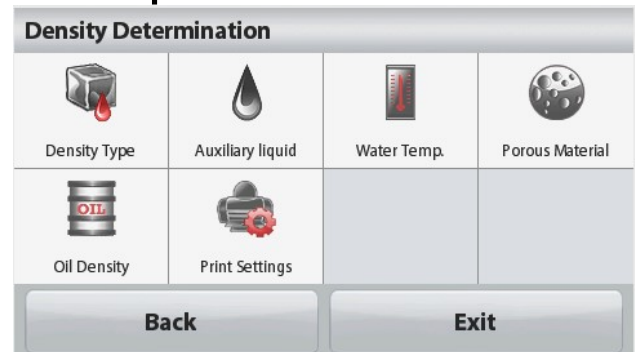 Density Determination
Density Type
Auxiliary liquid
Water Temp.
Porous Material
OIL
Oil Density
Print Settings
Back
Exit